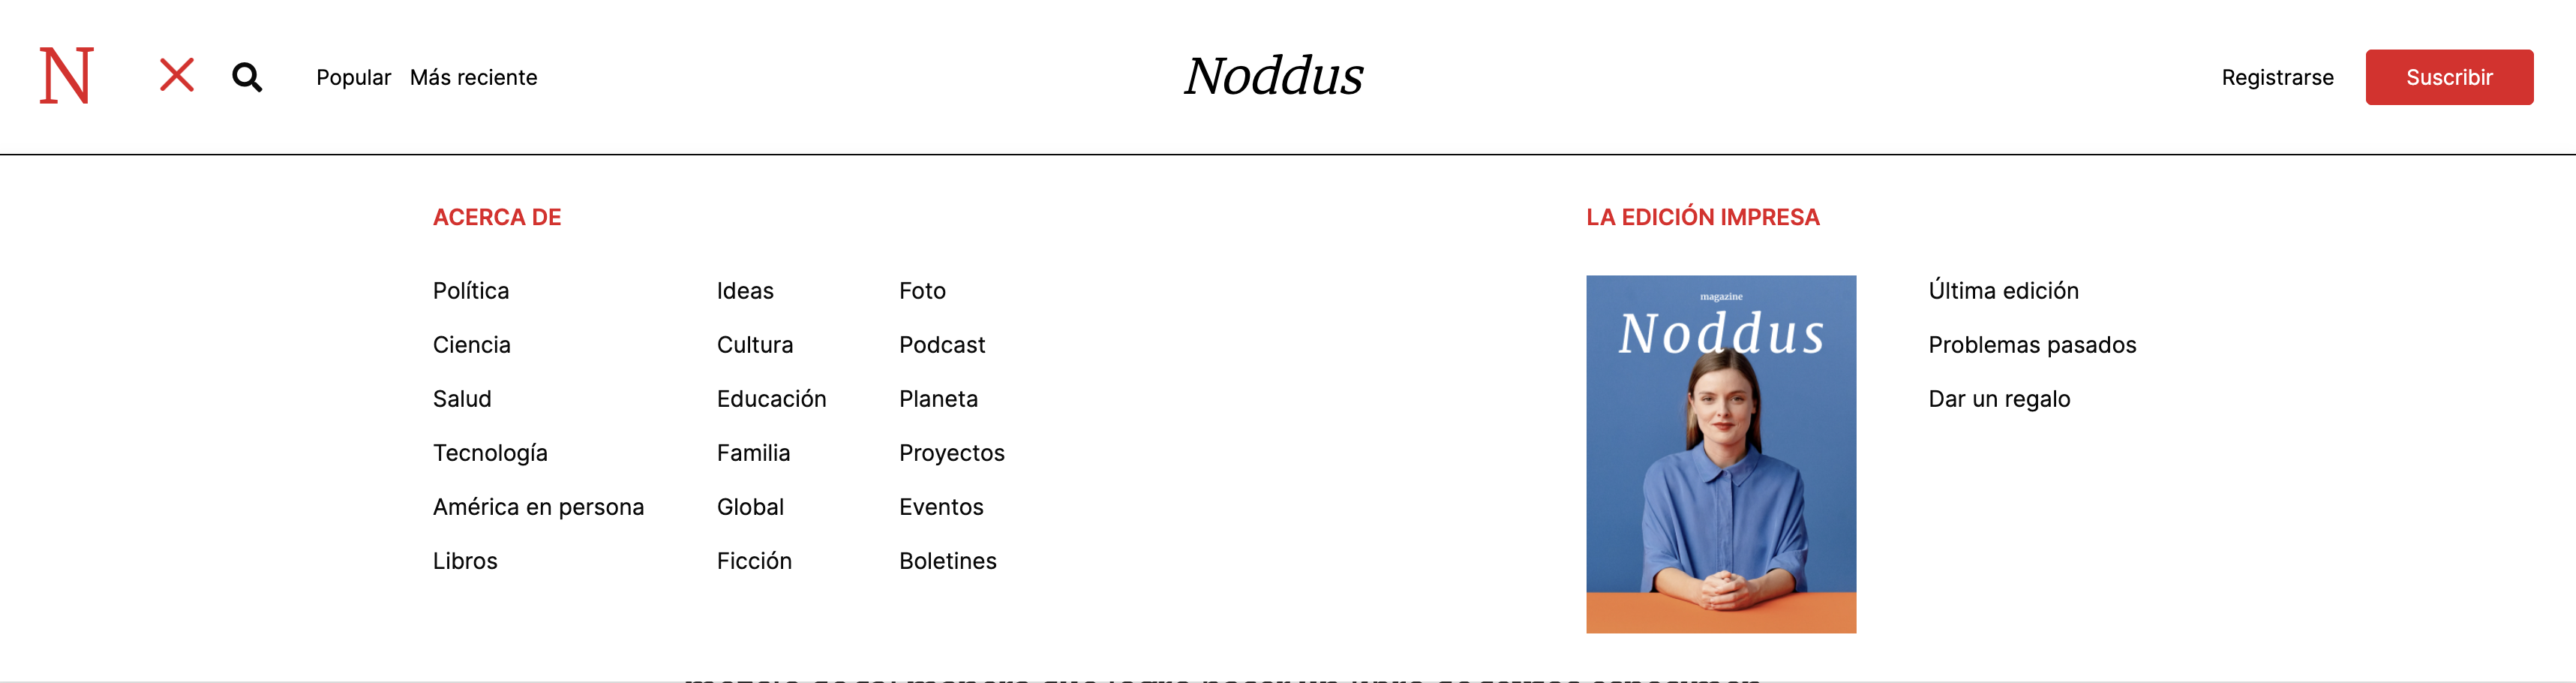 N
Popular Más reciente
Noddus
Registrarse
Suscribir
ACERCA DE
Política
Ciencia
Salud
Tecnología
América en persona
Libros
Ideas
Cultura
Educación
Familia
Global
Ficción
Foto
Podcast
Planeta
Proyectos
Eventos
Boletines
LA EDICIÓN IMPRESA
magazine
Noddus
Última edición
Problemas pasados
Dar un regalo